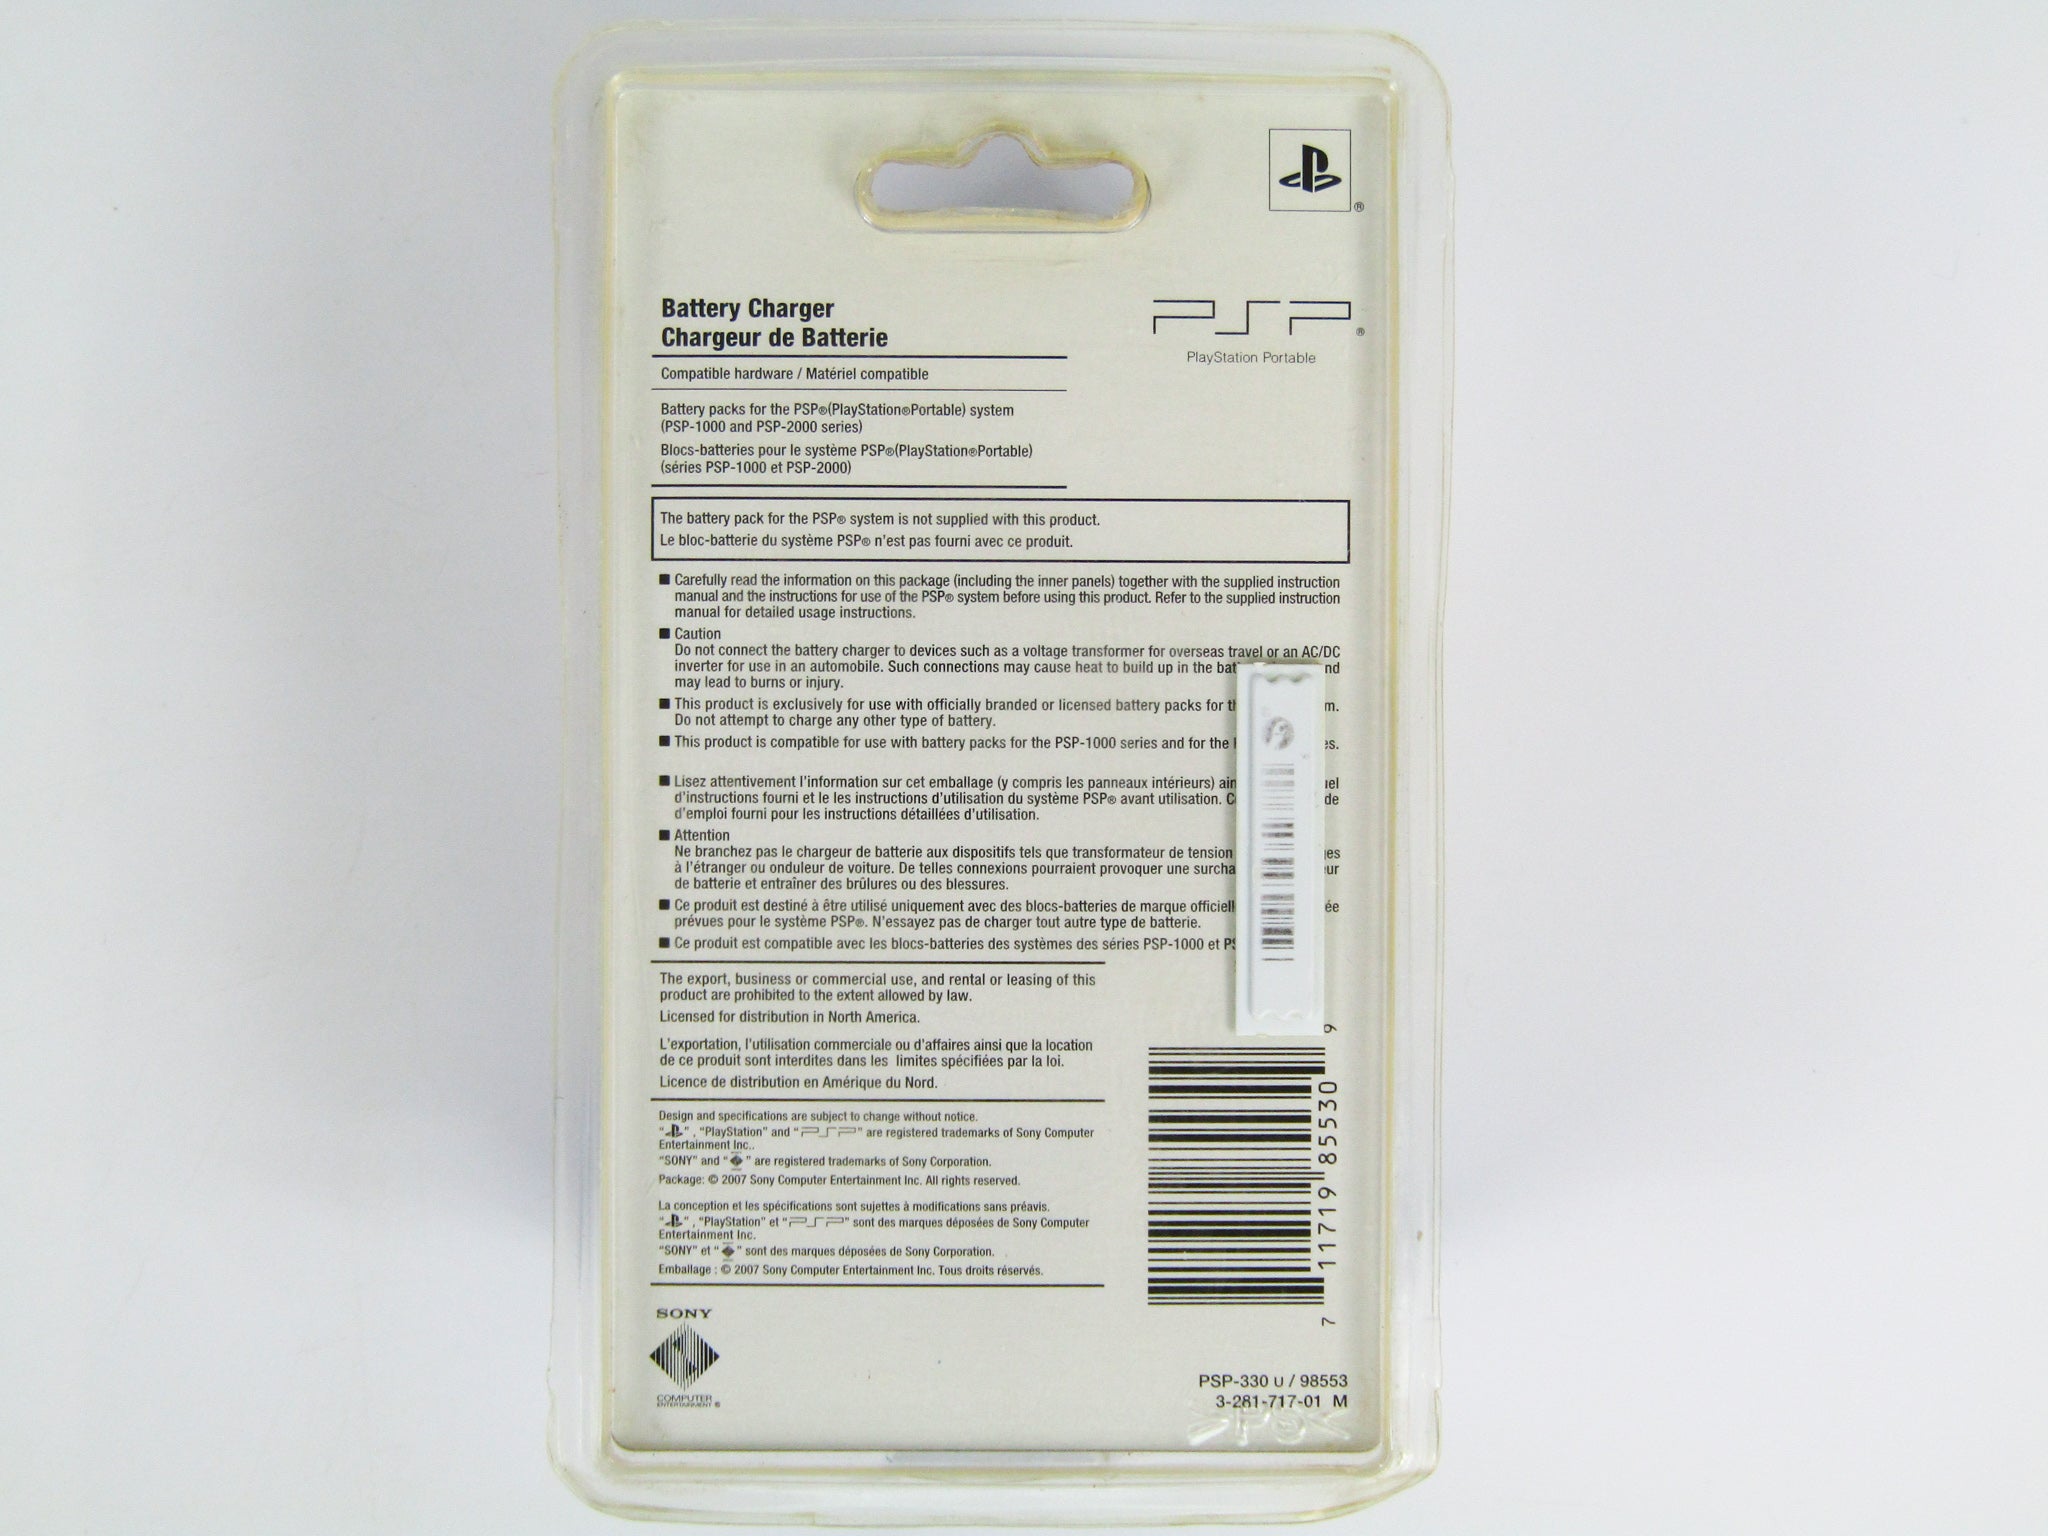 Battery Charger
Chargeur de Batterie
PSP®
PlayStation Portable
Compatible hardware / Matériel compatible
Battery packs for the PSP®(PlayStation®Portable) system
(PSP-1000 and PSP-2000 series)
Blocs-batteries pour le système PSP®(PlayStation®Portable)
(séries PSP-1000 et PSP-2000)
The battery pack for the PSP® system is not supplied with this product.
Le bloc-batterie du système PSP® n'est pas fourni avec ce produit.
■ Carefully read the information on this package (including the inner panels) together with the supplied instruction
manual and the instructions for use of the PSP® system before using this product. Refer to the supplied instruction
manual for detailed usage instructions.
■ Caution
Do not connect the battery charger to devices such as a voltage transformer for overseas travel or an AC/DC
inverter for use in an automobile. Such connections may cause heat to build up in the bat nd
may lead to burns or injury.
■ This product is exclusively for use with officially branded or licensed battery packs for th m.
Do not attempt to charge any other type of battery.
■ This product is compatible for use with battery packs for the PSP-1000 series and for the es.
■ Lisez attentivement l'information sur cet emballage (y compris les panneaux intérieurs) ain uel
d'instructions fourni et le les instructions d'utilisation du système PSP® avant utilisation. C de
d'emploi fourni pour les instructions détaillées d'utilisation.
■ Attention
Ne branchez pas le chargeur de batterie aux dispositifs tels que transformateur de tension ges
à l'étranger ou onduleur de voiture. De telles connexions pourraient provoquer une surcha eur
de batterie et entraîner des brûlures ou des blessures.
■ Ce produit est destiné à être utilisé uniquement avec des blocs-batteries de marque officiell ée
prévues pour le système PSP®. N'essayez pas de charger tout autre type de batterie.
■ Ce produit est compatible avec les blocs-batteries des systèmes des séries PSP-1000 et PS
The export, business or commercial use, and rental or leasing of this
product are prohibited to the extent allowed by law.
Licensed for distribution in North America.
L'exportation, l'utilisation commerciale ou d'affaires ainsi que la location
de ce produit sont interdites dans les limites spécifiées par la loi.
Licence de distribution en Amérique du Nord.
Design and specifications are subject to change without notice.
" ", "PlayStation" and "PSP" are registered trademarks of Sony Computer
Entertainment Inc..
"SONY" and " " are registered trademarks of Sony Corporation.
Package: © 2007 Sony Computer Entertainment Inc. All rights reserved.
La conception et les spécifications sont sujettes à modifications sans préavis.
" ", "PlayStation" et "PSP" sont des marques déposées de Sony Computer
Entertainment Inc.
"SONY" et " " sont des marques déposées de Sony Corporation.
Emballage : © 2007 Sony Computer Entertainment Inc. Tous droits réservés.
7 11719 85530 9
SONY
COMPUTER
ENTERTAINMENT ®
PSP-330 U / 98553
3-281-717-01 M